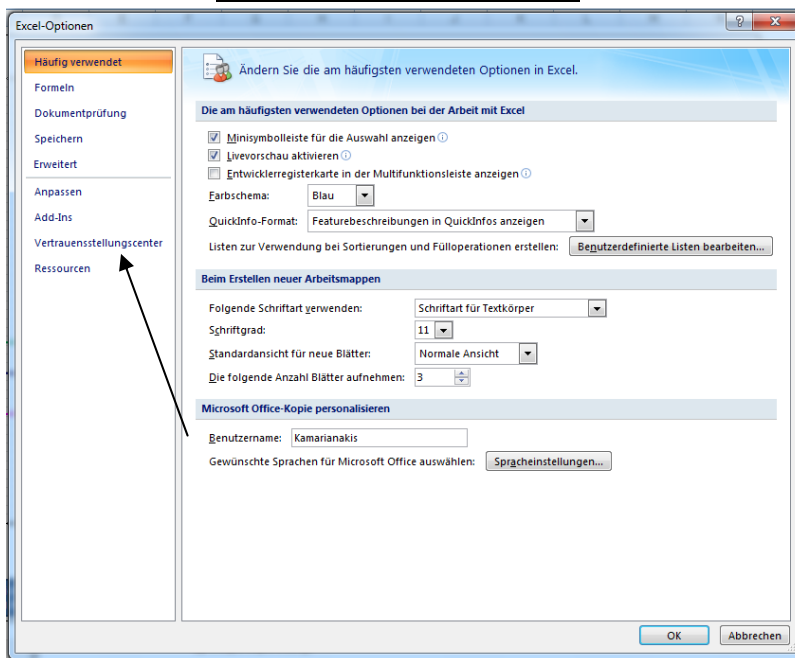 Excel-Optionen
Häufig verwendet
Formeln
Dokumentprüfung
Speichern
Erweitert
Anpassen
Add-Ins
Vertrauensstellungscenter
Ressourcen
Ändern Sie die am häufigsten verwendeten Optionen in Excel.
Die am häufigsten verwendeten Optionen bei der Arbeit mit Excel
Minisymbolleiste für die Auswahl anzeigen
Livevorschau aktivieren
Entwicklerregisterkarte in der Multifunktionsleiste anzeigen
Farbschema: Blau
QuickInfo-Format: Featurebeschreibungen in QuickInfos anzeigen
Listen zur Verwendung bei Sortierungen und Fülloperationen erstellen: Benutzerdefinierte Listen bearbeiten...
Beim Erstellen neuer Arbeitsmappen
Folgende Schriftart verwenden: Schriftart für Textkörper
Schriftgrad: 11
Standardansicht für neue Blätter: Normale Ansicht
Die folgende Anzahl Blätter aufnehmen: 3
Microsoft Office-Kopie personalisieren
Benutzername: Kamarianakis
Gewünschte Sprachen für Microsoft Office auswählen: Spracheinstellungen...
OK Abbrechen